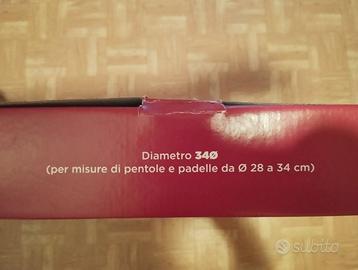 Diametro 34Ø
(per misure di pentole e padelle da Ø 28 a 34 cm)
subito